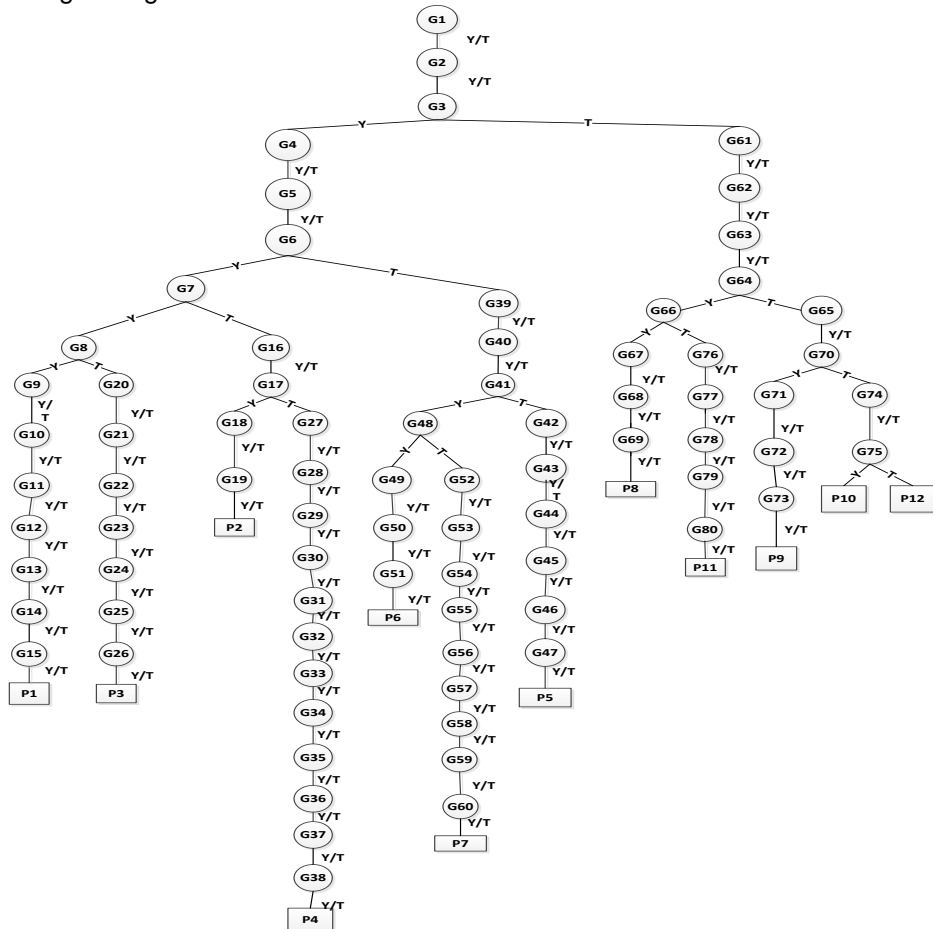 G1
Y/T
G2
Y/T
G3
Y T
G4 G61
Y/T Y/T
G5 G62
Y/T Y/T
G6 G63
Y T Y/T
G7 G39 G64
Y T Y/T Y T
G8 G16 G40 G66 G65
Y T Y/T Y/T Y T Y/T
G9 G20 G17 G41 G67 G76 G70
Y/T Y/T Y T Y T Y/T Y/T Y T
G10 G21 G18 G27 G48 G42 G68 G77 G71 G74
Y/T Y/T Y/T Y/T Y T Y/T Y/T Y/T Y/T Y/T
G11 G22 G19 G28 G49 G52 G43 G69 G78 G72 G75
Y/T Y/T Y/T Y/T Y/T Y/T Y/T Y/T Y/T Y/T Y T
G12 G23 P2 G29 G50 G53 G44 P8 G79 G73 P10 P12
Y/T Y/T Y/T Y/T Y/T Y/T Y/T Y/T
G13 G24 G30 G51 G54 G45 G80 P9
Y/T Y/T Y/T Y/T Y/T Y/T Y/T
G14 G25 G31 P6 G55 G46 P11
Y/T Y/T Y/T Y/T Y/T
G15 G26 G32 G56 G47
Y/T Y/T Y/T Y/T Y/T
P1 P3 G33 G57 P5
Y/T Y/T
G34 G58
Y/T Y/T
G35 G59
Y/T Y/T
G36 G60
Y/T Y/T
G37 P7
Y/T
G38
Y/T
P4